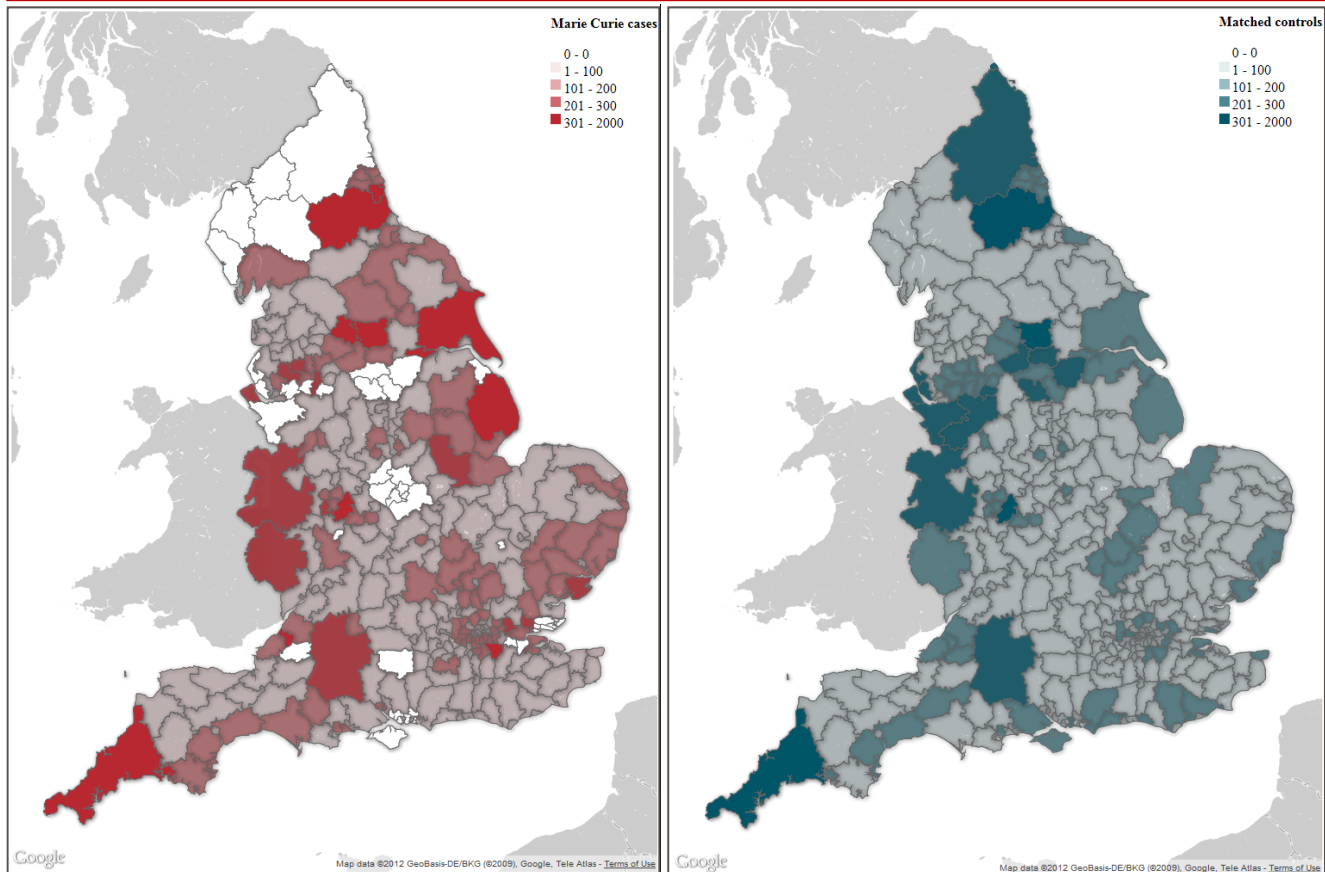 Marie Curie cases
0 - 0
1 - 100
101 - 200
201 - 300
301 - 2000
Google
Map data ©2012 GeoBasis-DE/BKG (©2009), Google, Tele Atlas - Terms of Use
Matched controls
0 - 0
1 - 100
101 - 200
201 - 300
301 - 2000
Google
Map data ©2012 GeoBasis-DE/BKG (©2009), Google, Tele Atlas - Terms of Use